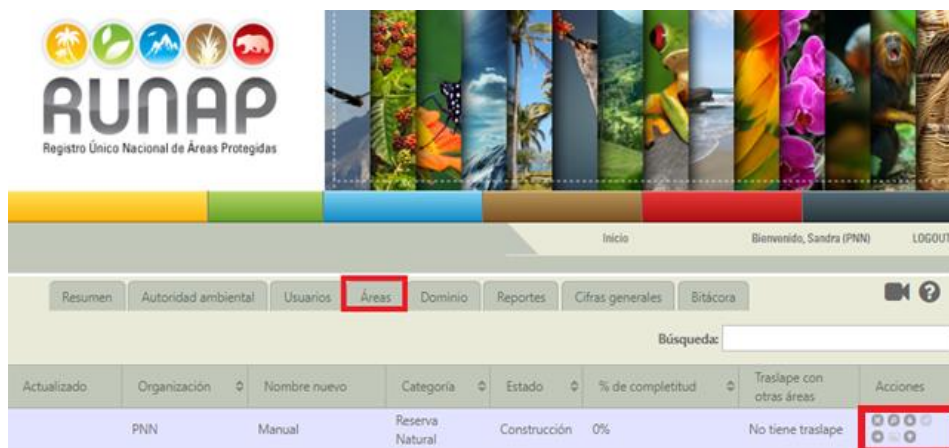 RUNAP
Registro Único Nacional de Áreas Protegidas
Inicio
Bienvenido, Sandra (PNN)
LOGOUT
Resumen
Autoridad ambiental
Usuarios
Áreas
Dominio
Reportes
Cifras generales
Bitácora
?
Búsqueda:
Actualizado
Organización
Nombre nuevo
Categoría
Estado
% de completitud
Traslape con
otras áreas
Acciones
PNN
Manual
Reserva
Natural
Construcción
0%
No tiene traslape